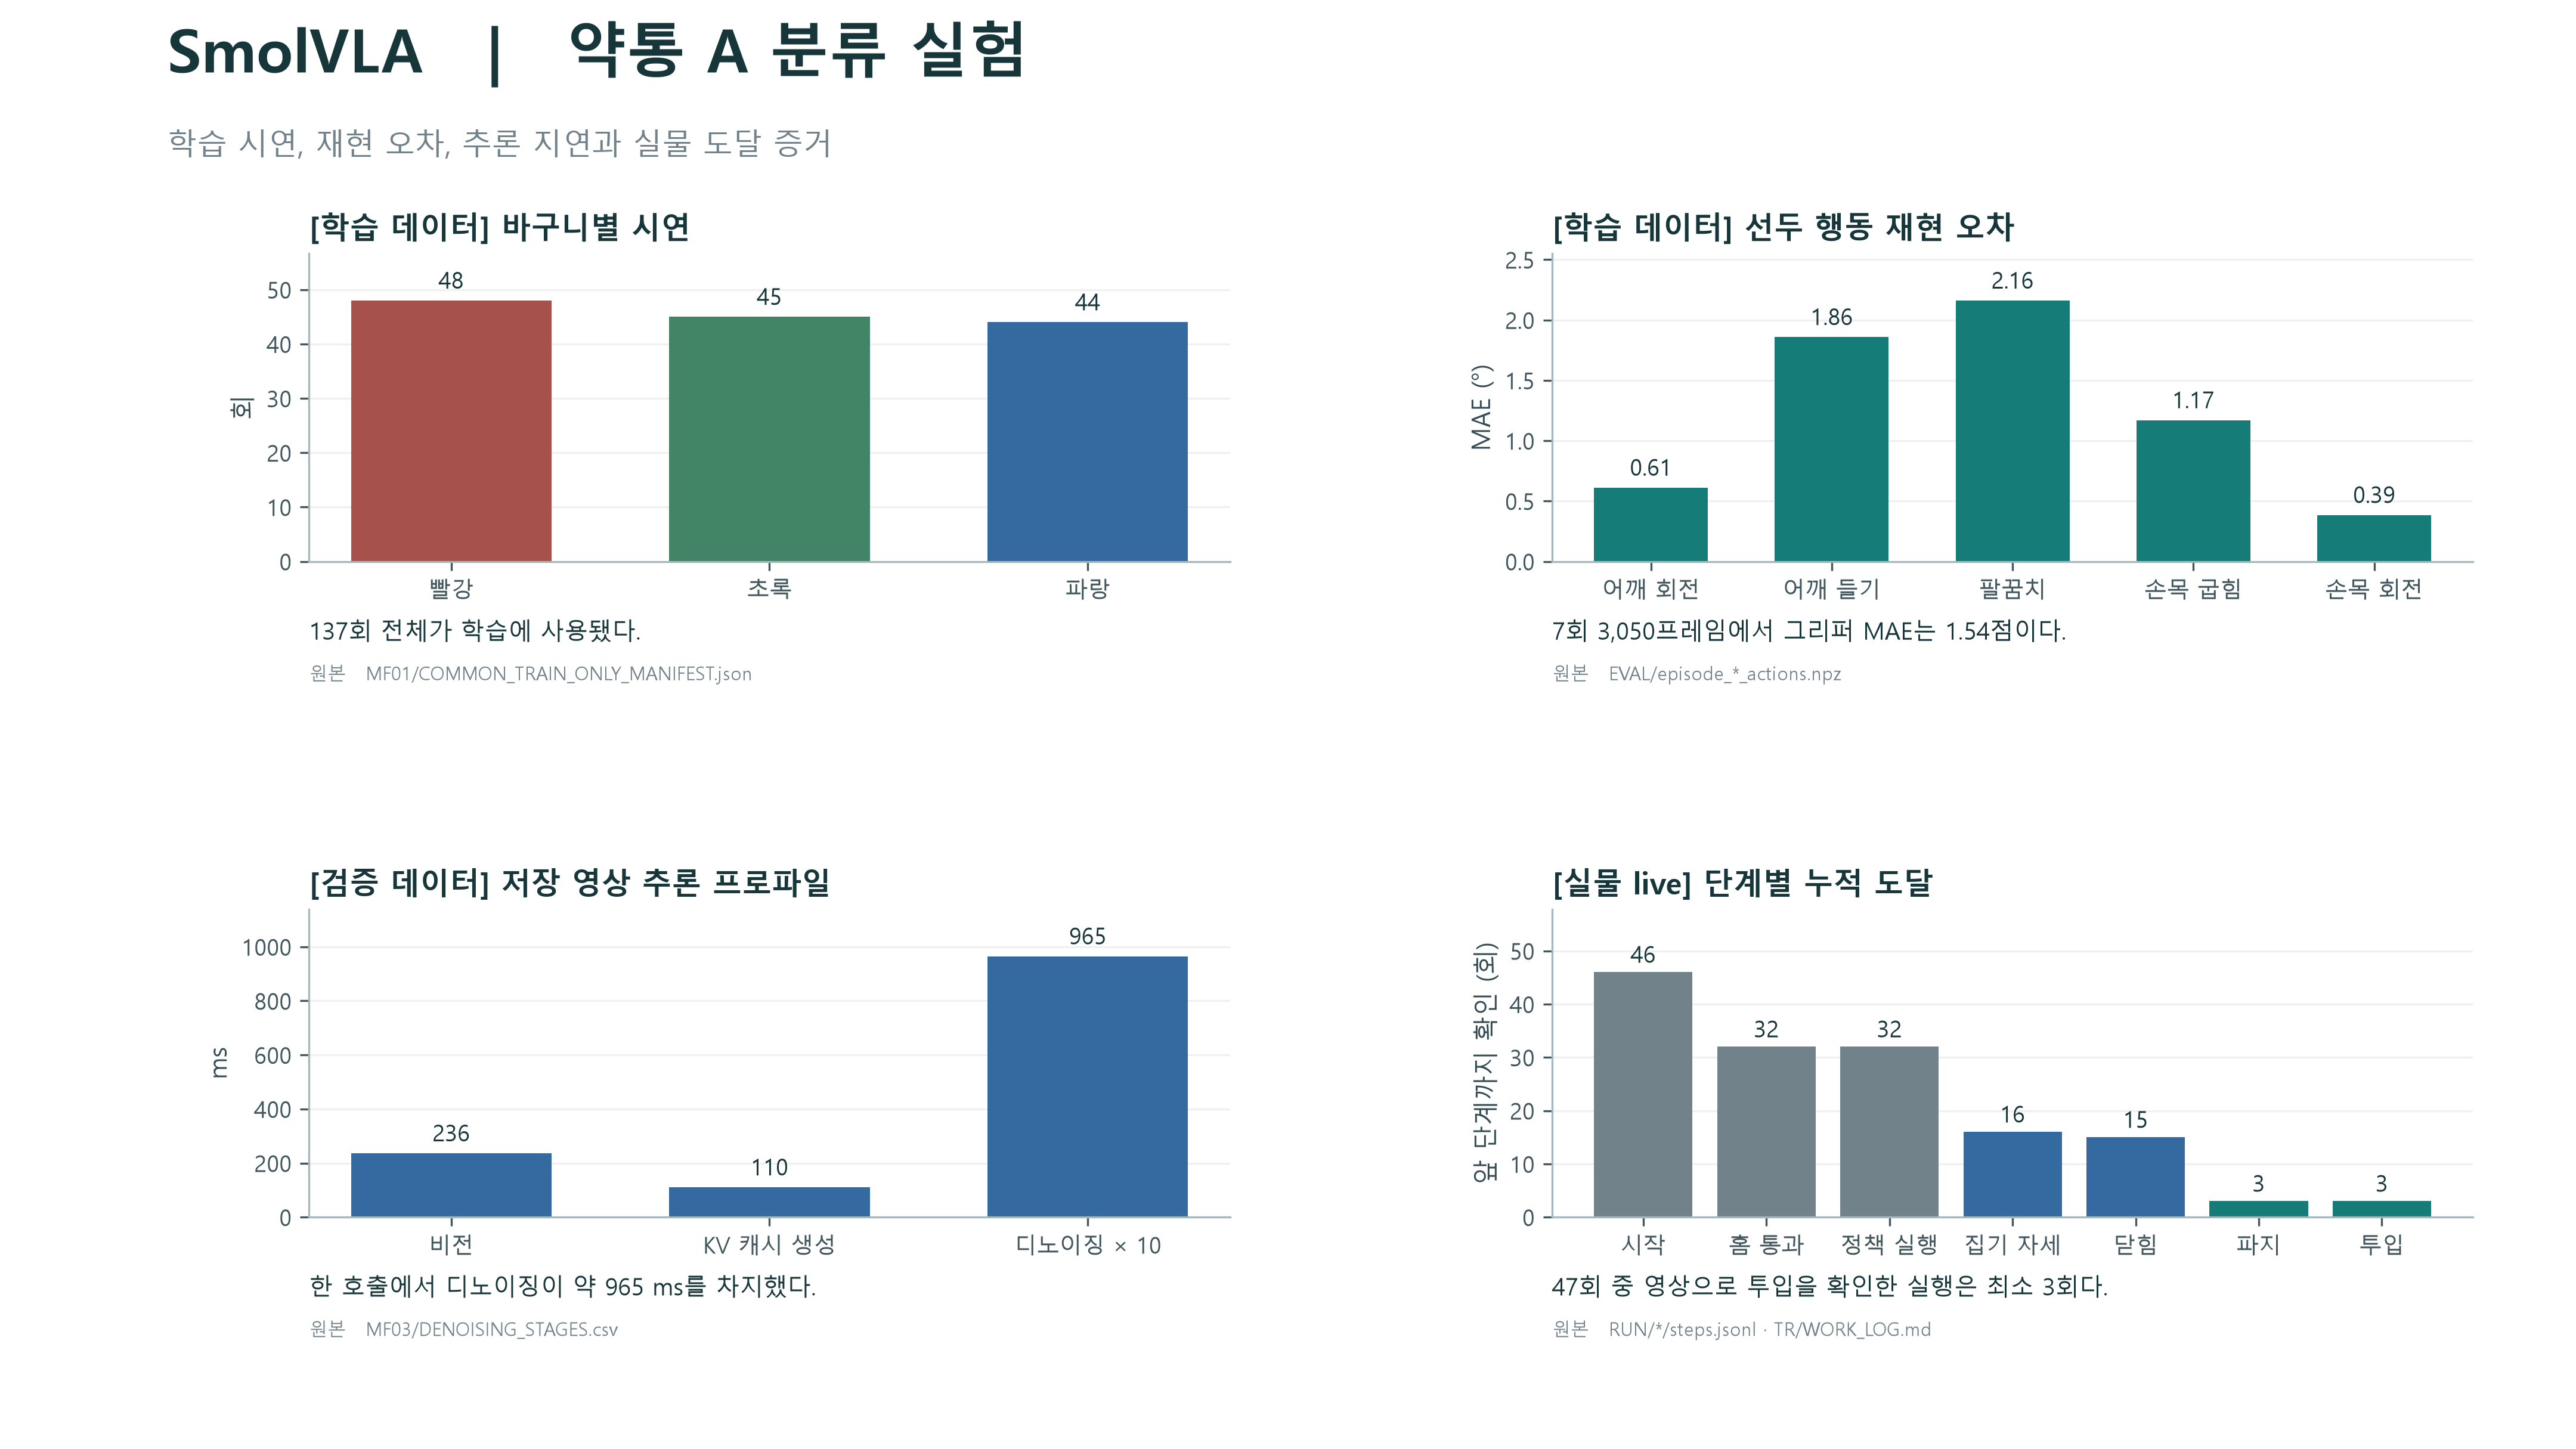 SmolVLA | 약통 A 분류 실험
학습 시연, 재현 오차, 추론 지연과 실물 도달 증거
[학습 데이터] 바구니별 시연
회
50
40
30
20
10
0
48
45
44
빨강
초록
파랑
137회 전체가 학습에 사용됐다.
원본 MF01/COMMON_TRAIN_ONLY_MANIFEST.json
[학습 데이터] 선두 행동 재현 오차
MAE (°)
2.5
2.0
1.5
1.0
0.5
0.0
0.61
1.86
2.16
1.17
0.39
어깨 회전
어깨 들기
팔꿈치
손목 굽힘
손목 회전
7회 3,050프레임에서 그리퍼 MAE는 1.54점이다.
원본 EVAL/episode_*_actions.npz
[검증 데이터] 저장 영상 추론 프로파일
ms
1000
800
600
400
200
0
236
110
965
비전
KV 캐시 생성
디노이징 × 10
한 호출에서 디노이징이 약 965 ms를 차지했다.
원본 MF03/DENOISING_STAGES.csv
[실물 live] 단계별 누적 도달
앞 단계까지 확인 (회)
50
40
30
20
10
0
46
32
32
16
15
3
3
시작
홈 통과
정책 실행
집기 자세
닫힘
파지
투입
47회 중 영상으로 투입을 확인한 실행은 최소 3회다.
원본 RUN/*/steps.jsonl · TR/WORK_LOG.md